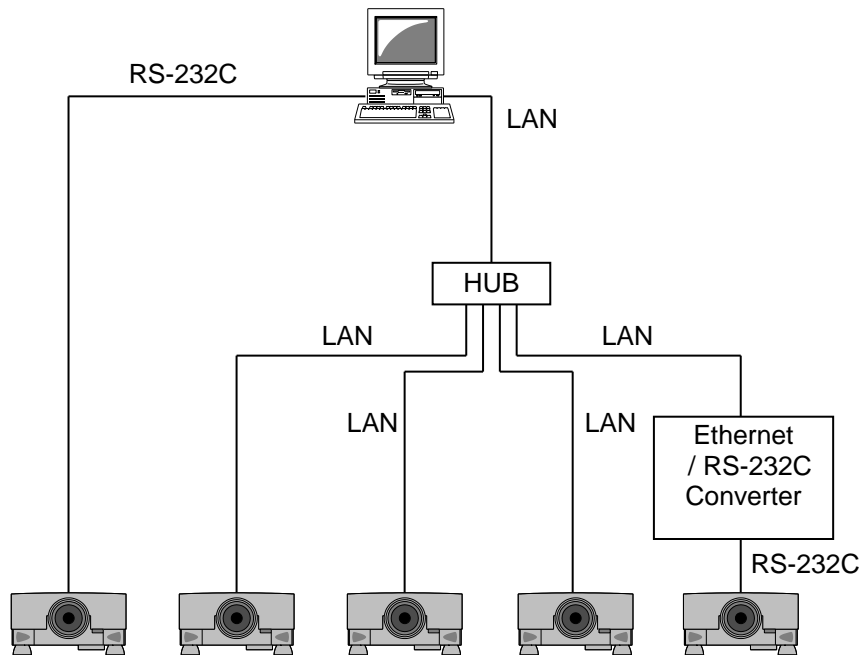 RS-232C
LAN
HUB
LAN
LAN
LAN
LAN
Ethernet
/ RS-232C
Converter
RS-232C